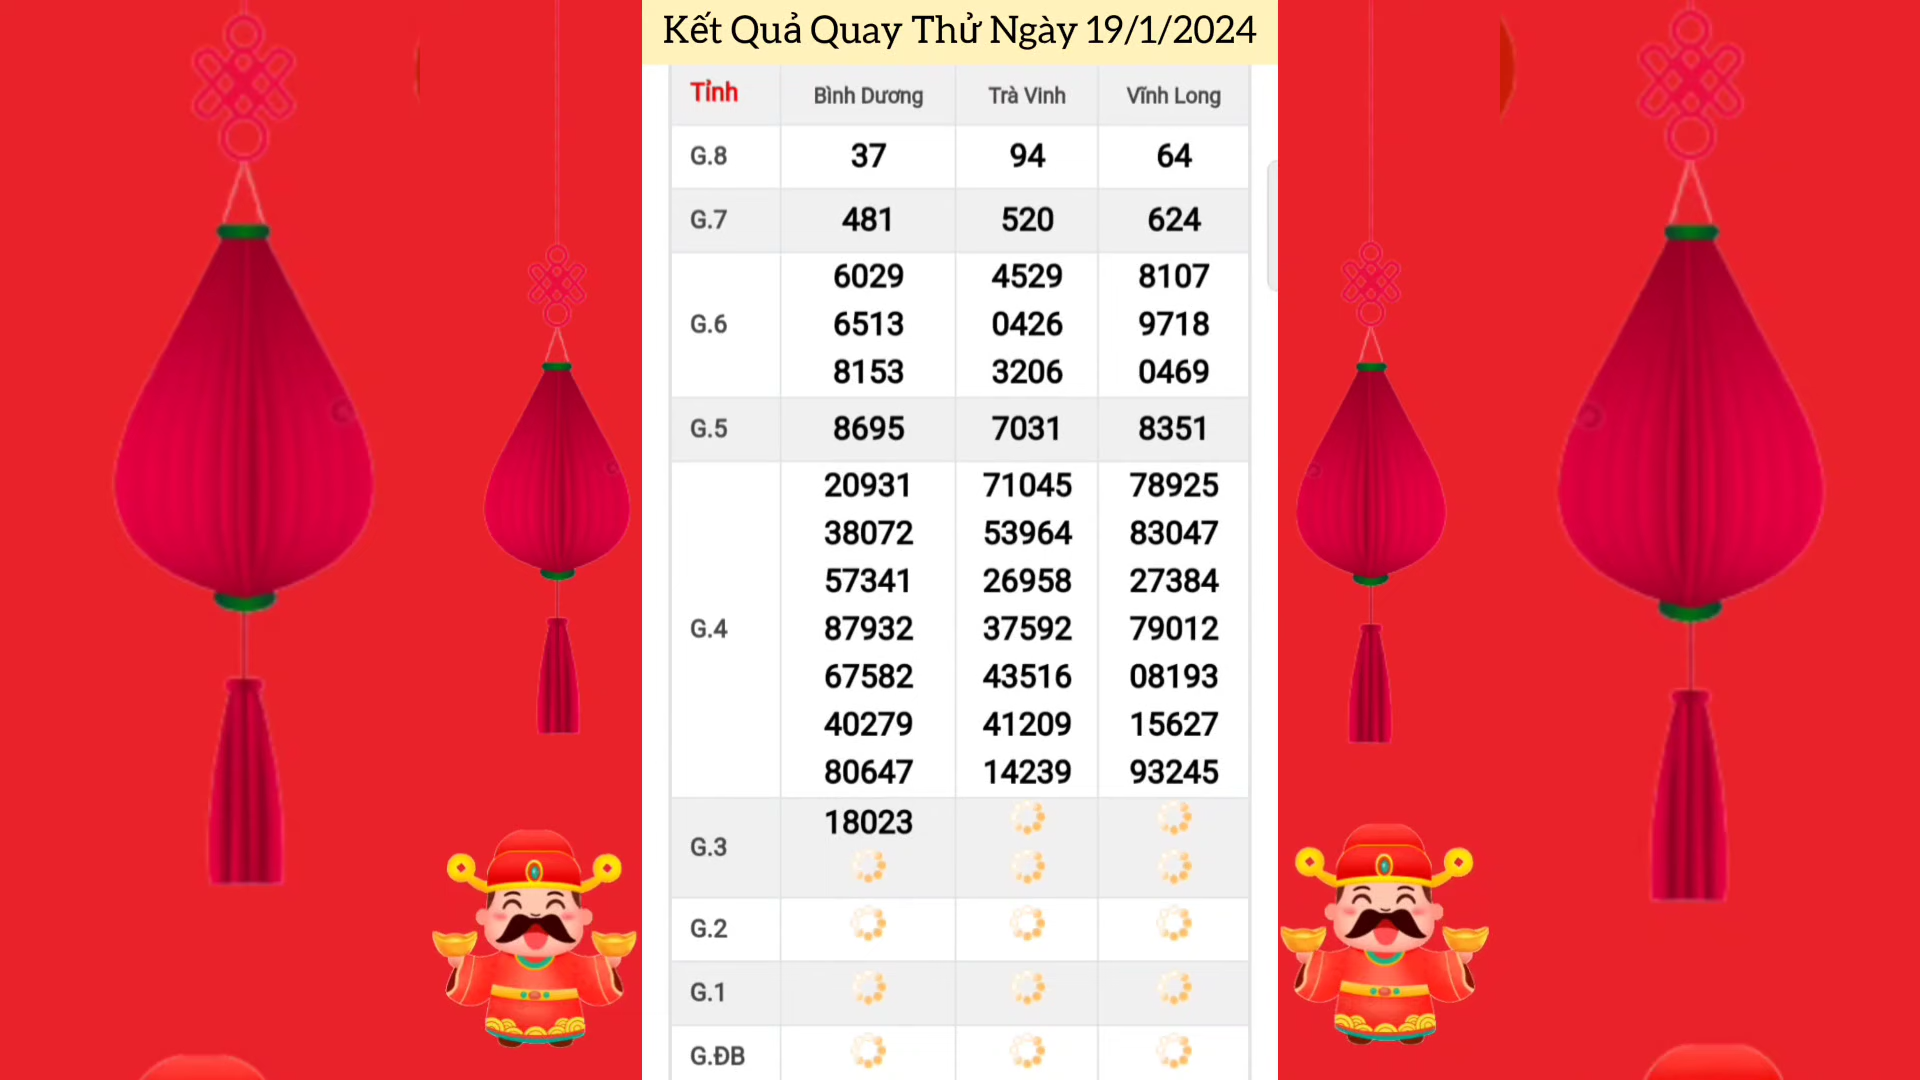 Kết Quả Quay Thử Ngày 19/1/2024
Tỉnh Bình Dương Trà Vinh Vĩnh Long
G.8 37 94 64
G.7 481 520 624
6029 4529 8107
G.6 6513 0426 9718
8153 3206 0469
G.5 8695 7031 8351
20931 71045 78925
38072 53964 83047
57341 26958 27384
G.4 87932 37592 79012
67582 43516 08193
40279 41209 15627
80647 14239 93245
18023
G.3
G.2
G.1
G.ĐB